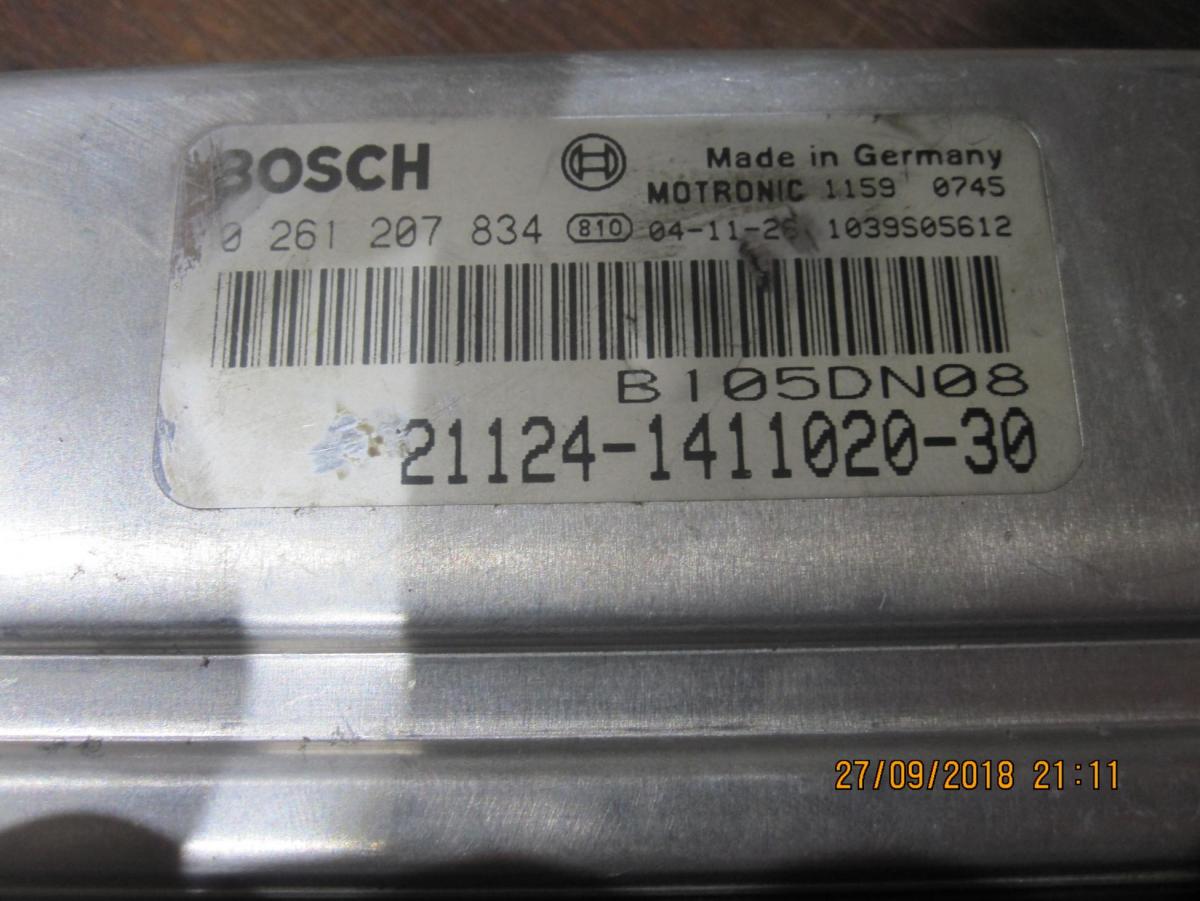 BOSCH
Made in Germany
MOTRONIC 1159 0745
0 261 207 834 810 04-11-26 1039S05612
B105DN08
21124-1411020-30
27/09/2018 21:11